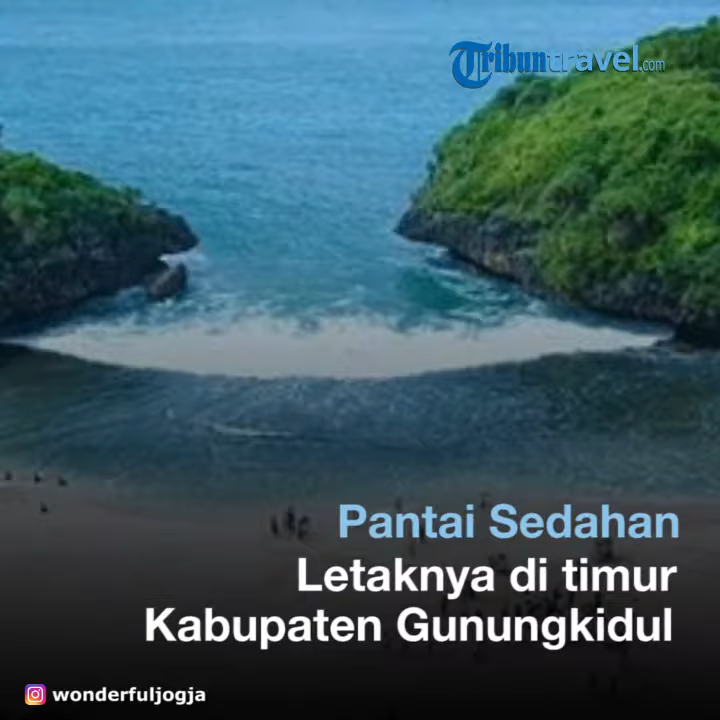 Tribuntravel.com
Pantai Sedahan
Letaknya di timur
Kabupaten Gunungkidul
wonderfuljogja